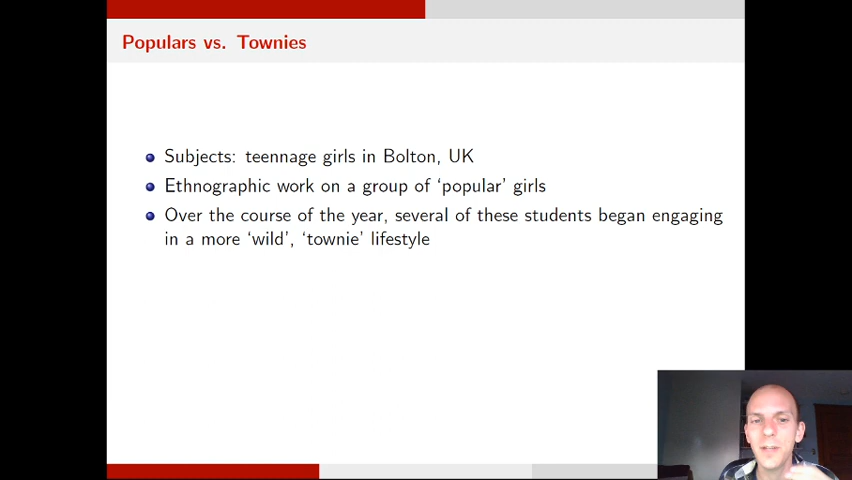 Populars vs. Townies
Subjects: teennage girls in Bolton, UK
Ethnographic work on a group of ‘popular’ girls
Over the course of the year, several of these students began engaging
in a more ‘wild’, ‘townie’ lifestyle